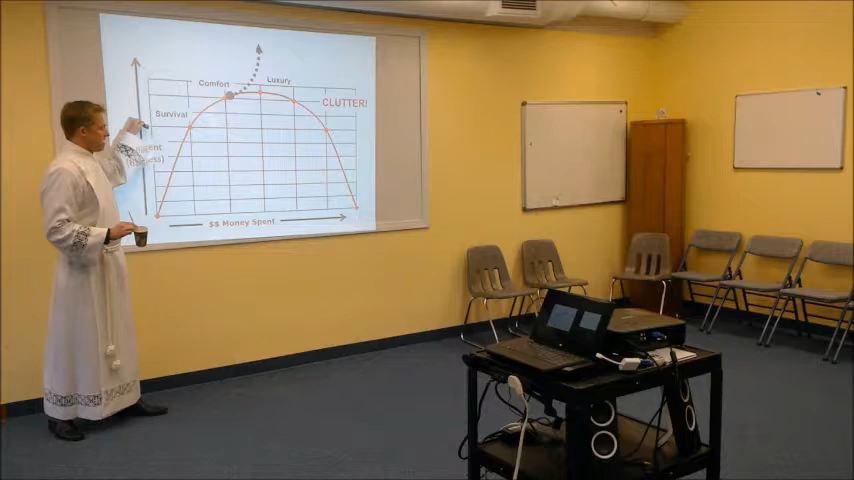 Comfort
Luxury
CLUTTER!
Survival
$$ Money Spent